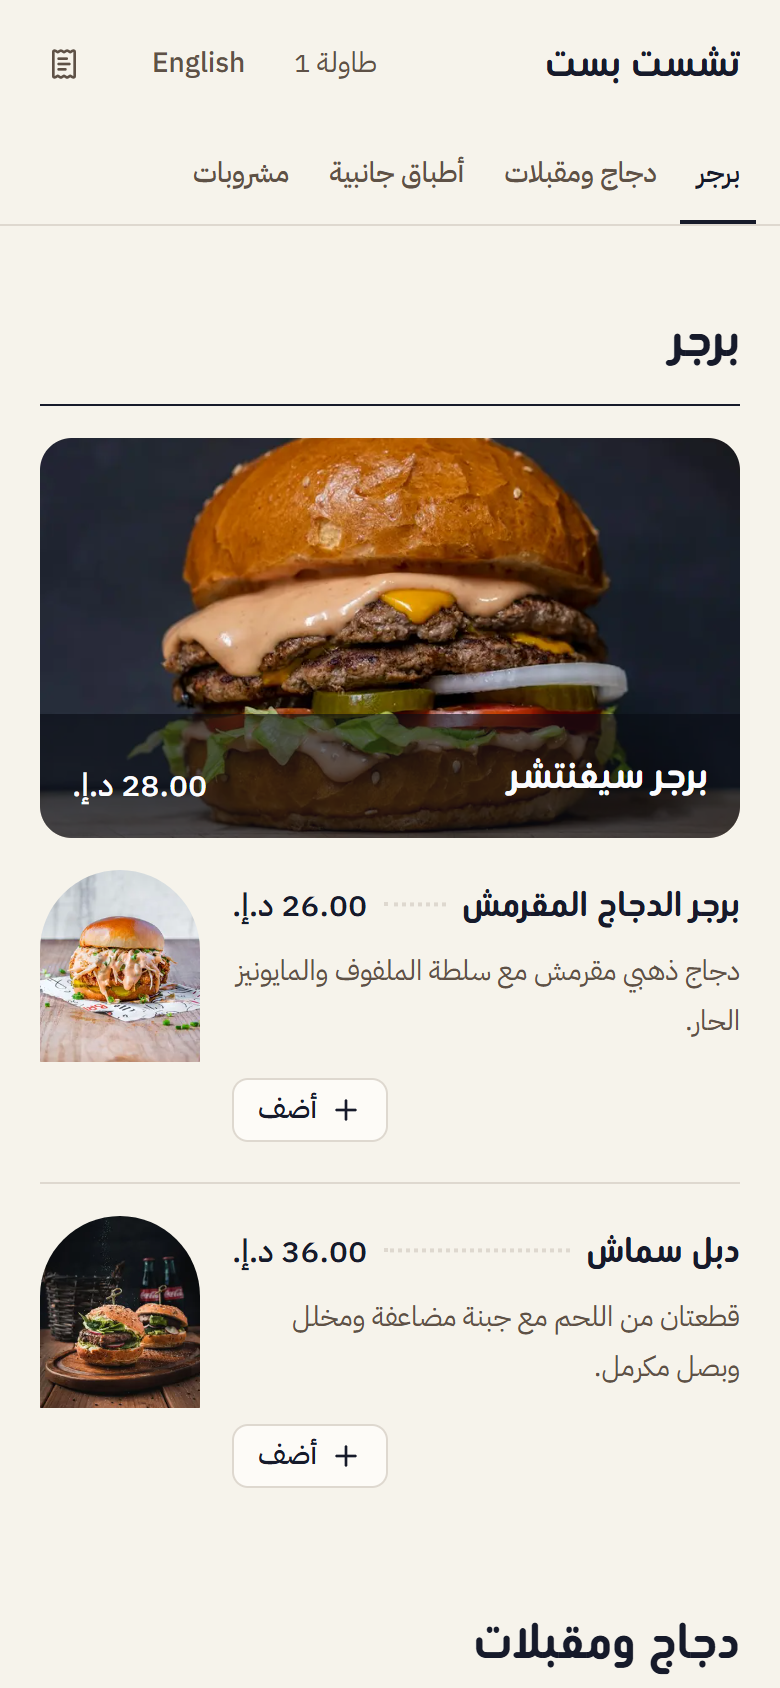 تشست بست
طاولة 1
English
برجر
دجاج ومقبلات
أطباق جانبية
مشروبات
برجر
برجر سيفنتشر
28.00 د.إ.
برجر الدجاج المقرمش
26.00 د.إ.
دجاج ذهبي مقرمش مع سلطة الملفوف والمايونيز
الحار.
أضف
دبل سماش
36.00 د.إ.
قطعتان من اللحم مع جبنة مضاعفة ومخلل
وبصل مكرمل.
أضف
دجاج ومقبلات